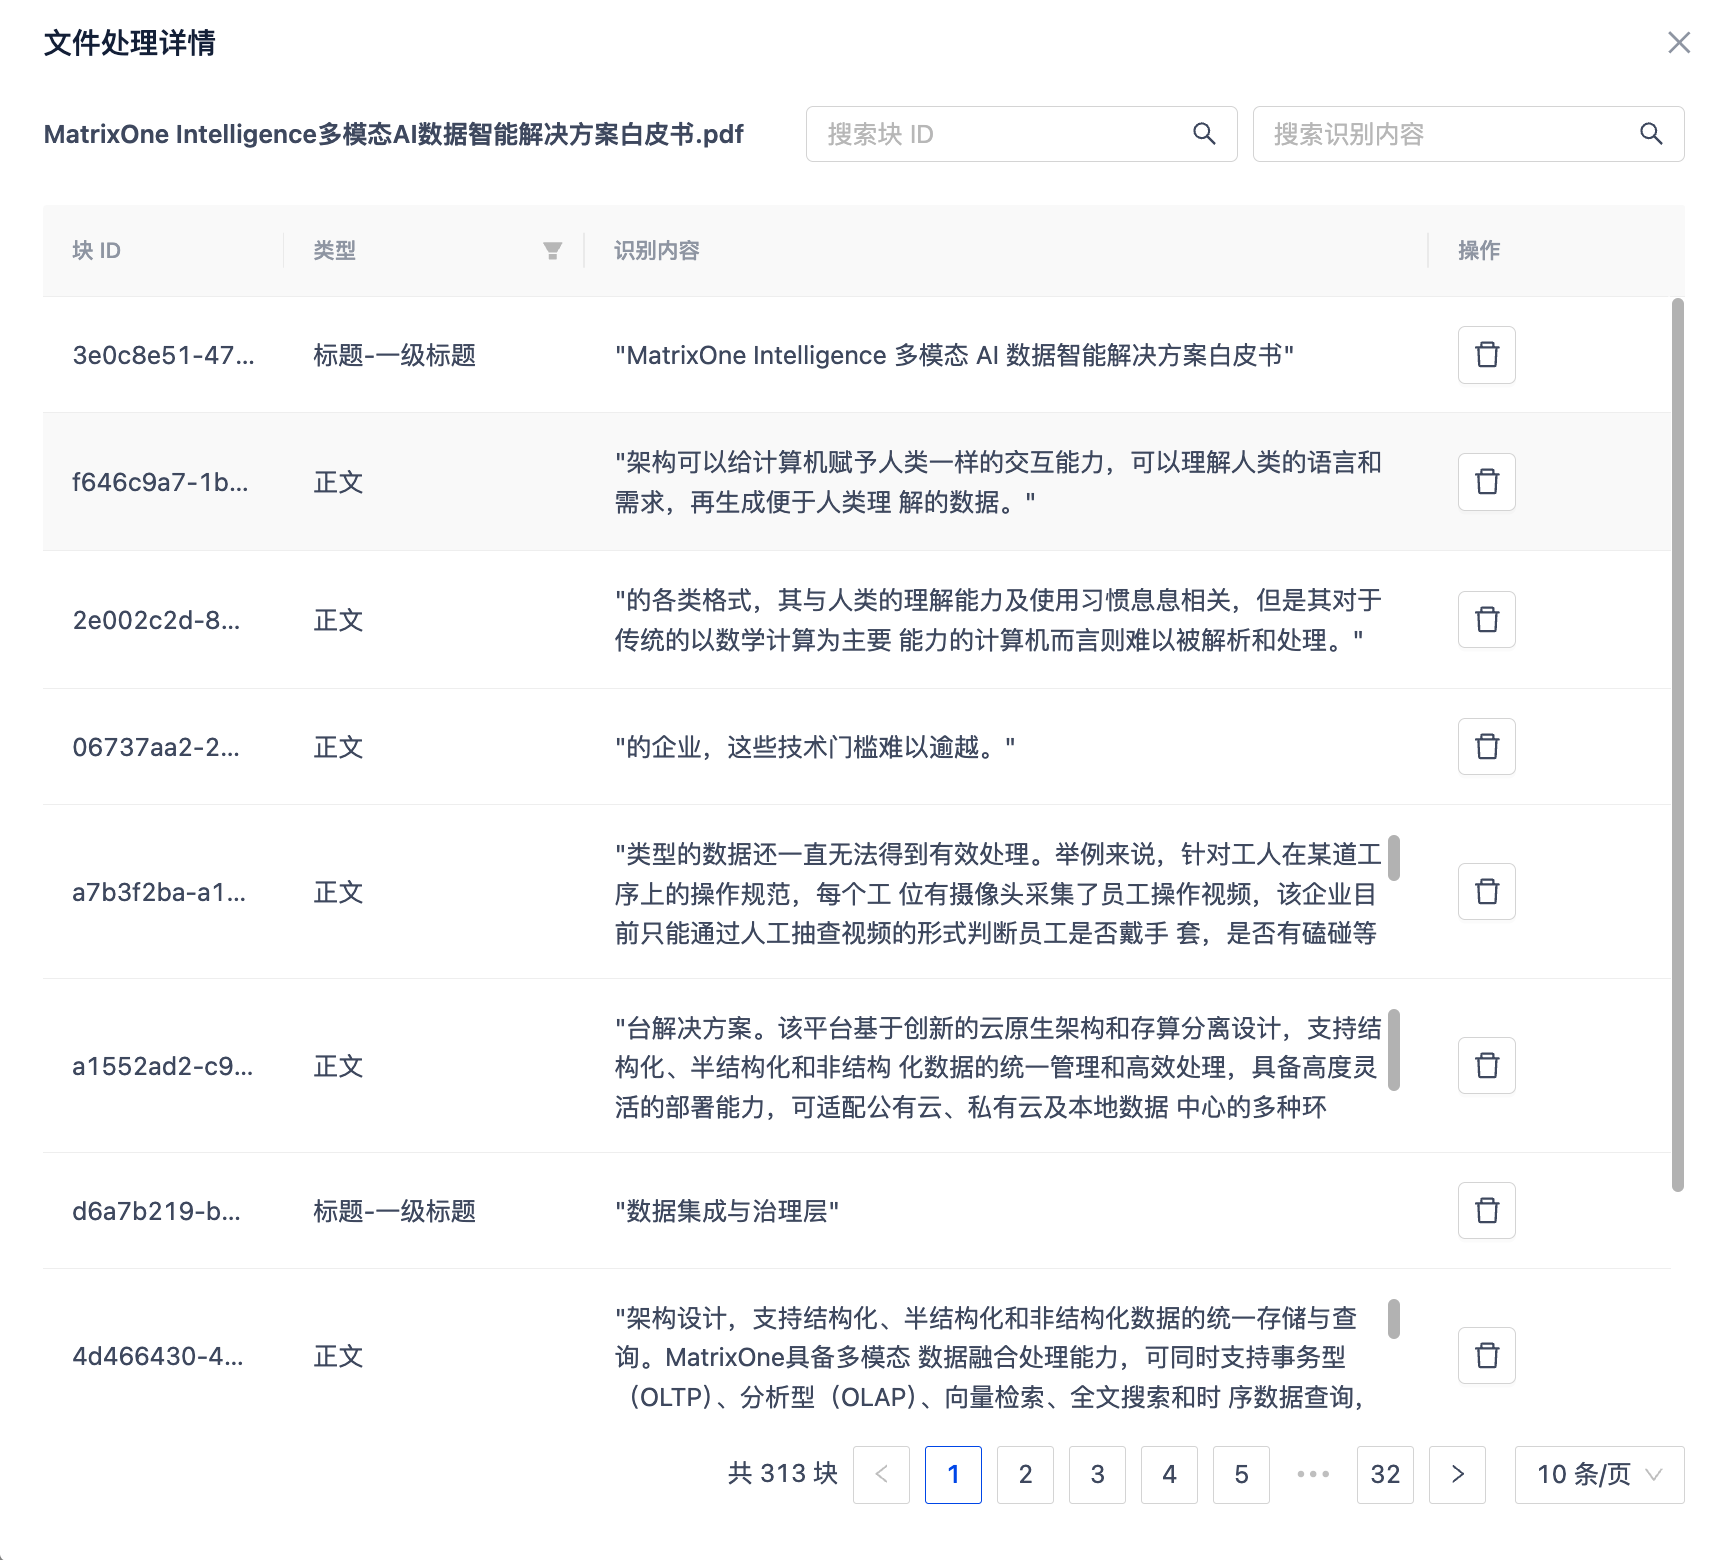 文件处理详情
MatrixOne Intelligence多模态AI数据智能解决方案白皮书.pdf
搜索块 ID
搜索识别内容
块 ID
类型
识别内容
操作
3e0c8e51-47...
标题-一级标题
"MatrixOne Intelligence 多模态 AI 数据智能解决方案白皮书"
f646c9a7-1b...
正文
"架构可以给计算机赋予人类一样的交互能力，可以理解人类的语言和
需求，再生成便于人类理 解的数据。"
2e002c2d-8...
正文
"的各类格式，其与人类的理解能力及使用习惯息息相关，但是其对于
传统的以数学计算为主要 能力的计算机而言则难以被解析和处理。"
06737aa2-2...
正文
"的企业，这些技术门槛难以逾越。"
a7b3f2ba-a1...
正文
"类型的数据还一直无法得到有效处理。举例来说，针对工人在某道工
序上的操作规范，每个工 位有摄像头采集了员工操作视频，该企业目
前只能通过人工抽查视频的形式判断员工是否戴手 套，是否有磕碰等
a1552ad2-c9...
正文
"台解决方案。该平台基于创新的云原生架构和存算分离设计，支持结
构化、半结构化和非结构 化数据的统一管理和高效处理，具备高度灵
活的部署能力，可适配公有云、私有云及本地数据 中心的多种环
d6a7b219-b...
标题-一级标题
"数据集成与治理层"
4d466430-4...
正文
"架构设计，支持结构化、半结构化和非结构化数据的统一存储与查
询。MatrixOne具备多模态 数据融合处理能力，可同时支持事务型
（OLTP）、分析型（OLAP）、向量检索、全文搜索和时 序数据查询，
共 313 块
1
2
3
4
5
•••
32
10 条/页